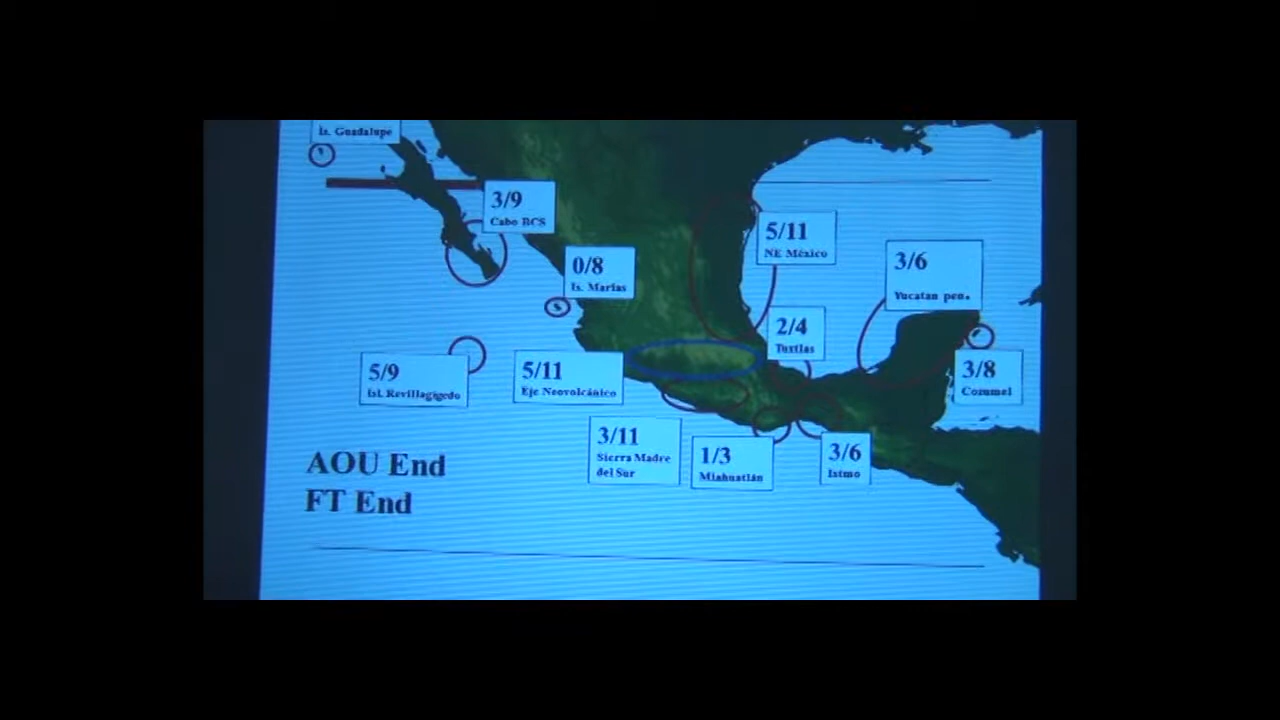 Is. Guadalupe
3/9
Cabo BCS
5/11
NE México
0/8
Is. Marías
3/6
Yucatan pen.
2/4
Tuxtlas
5/9
Isl. Revillagigedo
5/11
Eje Neovolcánico
3/8
Cozumel
3/11
Sierra Madre
del Sur
1/3
Miahuatlán
3/6
Istmo
AOU End
FT End